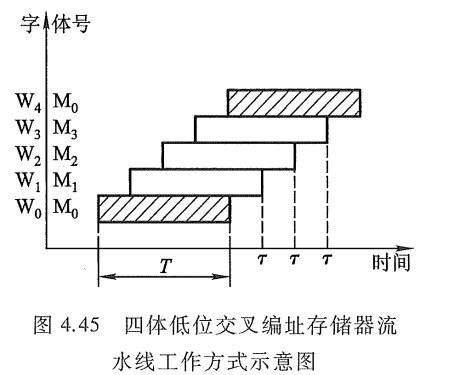 字 体号
W₄ M₀
W₃ M₃
W₂ M₂
W₁ M₁
W₀ M₀
T τ τ τ 时间
图 4.45 四体低位交叉编址存储器流
水线工作方式示意图